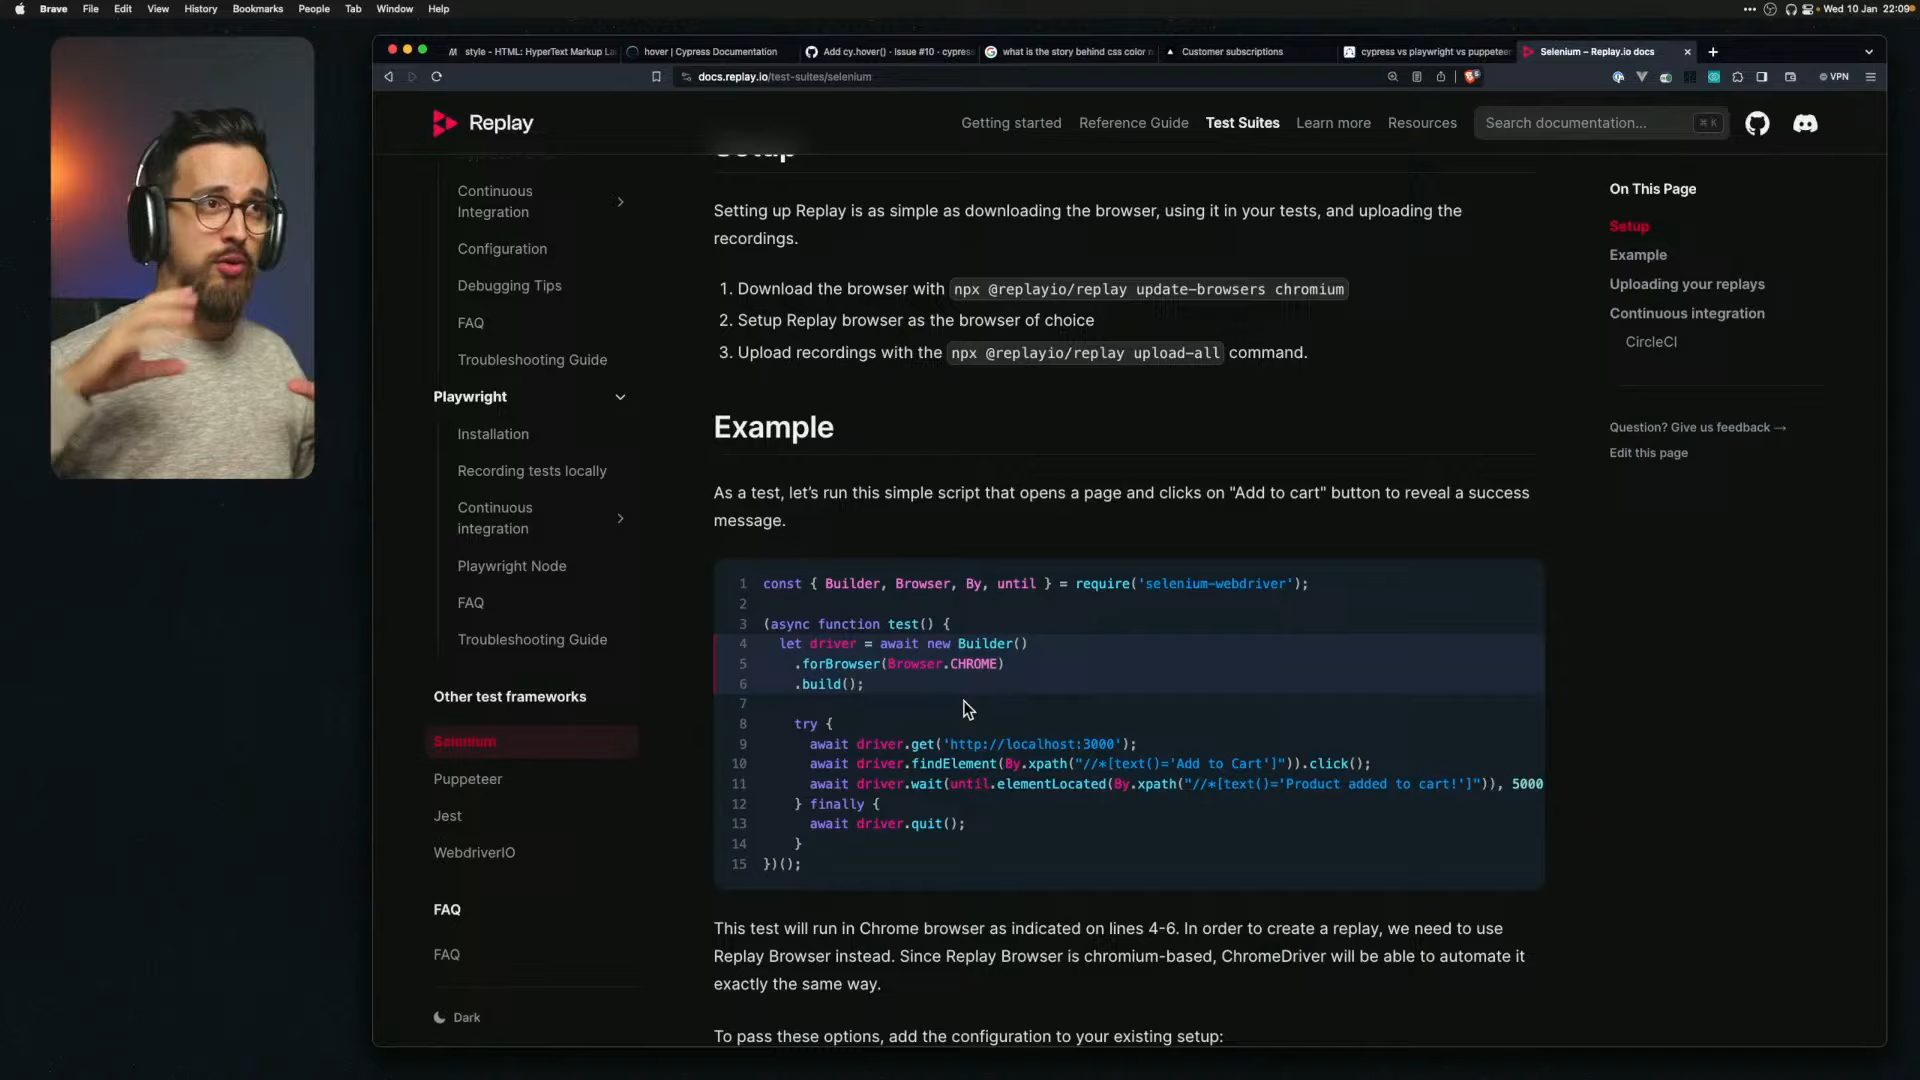 Brave File Edit View History Bookmarks People Tab Window Help
Wed 10 Jan 22:09
style - HTML: HyperText Markup La
hover | Cypress Documentation
Add cy.hover() · Issue #10 · cypress
what is the story behind css color n
Customer subscriptions
cypress vs playwright vs puppeteer
Selenium – Replay.io docs
docs.replay.io/test-suites/selenium
VPN
Replay
Getting started
Reference Guide
Test Suites
Learn more
Resources
Search documentation...
⌘ K
Continuous
Integration
Configuration
Debugging Tips
FAQ
Troubleshooting Guide
Playwright
Installation
Recording tests locally
Continuous
integration
Playwright Node
FAQ
Troubleshooting Guide
Other test frameworks
Selenium
Puppeteer
Jest
WebdriverIO
FAQ
FAQ
Dark
Setup
Setting up Replay is as simple as downloading the browser, using it in your tests, and uploading the
recordings.
1. Download the browser with npx @replayio/replay update-browsers chromium
2. Setup Replay browser as the browser of choice
3. Upload recordings with the npx @replayio/replay upload-all command.
Example
As a test, let’s run this simple script that opens a page and clicks on "Add to cart" button to reveal a success
message.
1 const { Builder, Browser, By, until } = require('selenium-webdriver');
2
3 (async function test() {
4 let driver = await new Builder()
5 .forBrowser(Browser.CHROME)
6 .build();
7
8 try {
9 await driver.get('http://localhost:3000');
10 await driver.findElement(By.xpath("//*[text()='Add to Cart']")).click();
11 await driver.wait(until.elementLocated(By.xpath("//*[text()='Product added to cart!']")), 5000
12 } finally {
13 await driver.quit();
14 }
15 })();
This test will run in Chrome browser as indicated on lines 4-6. In order to create a replay, we need to use
Replay Browser instead. Since Replay Browser is chromium-based, ChromeDriver will be able to automate it
exactly the same way.
To pass these options, add the configuration to your existing setup:
On This Page
Setup
Example
Uploading your replays
Continuous integration
CircleCI
Question? Give us feedback →
Edit this page